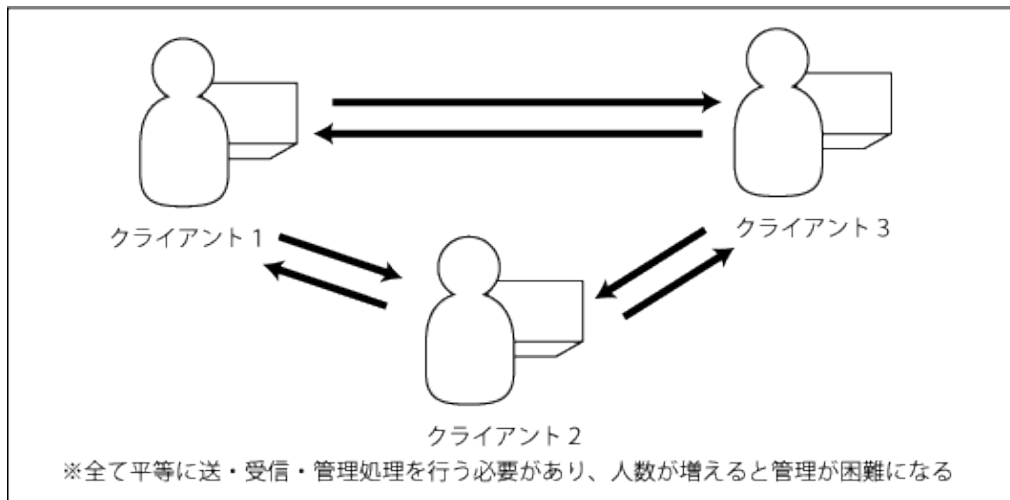 クライアント 1
クライアント 3
クライアント 2
※全て平等に送・受信・管理処理を行う必要があり、人数が増えると管理が困難になる